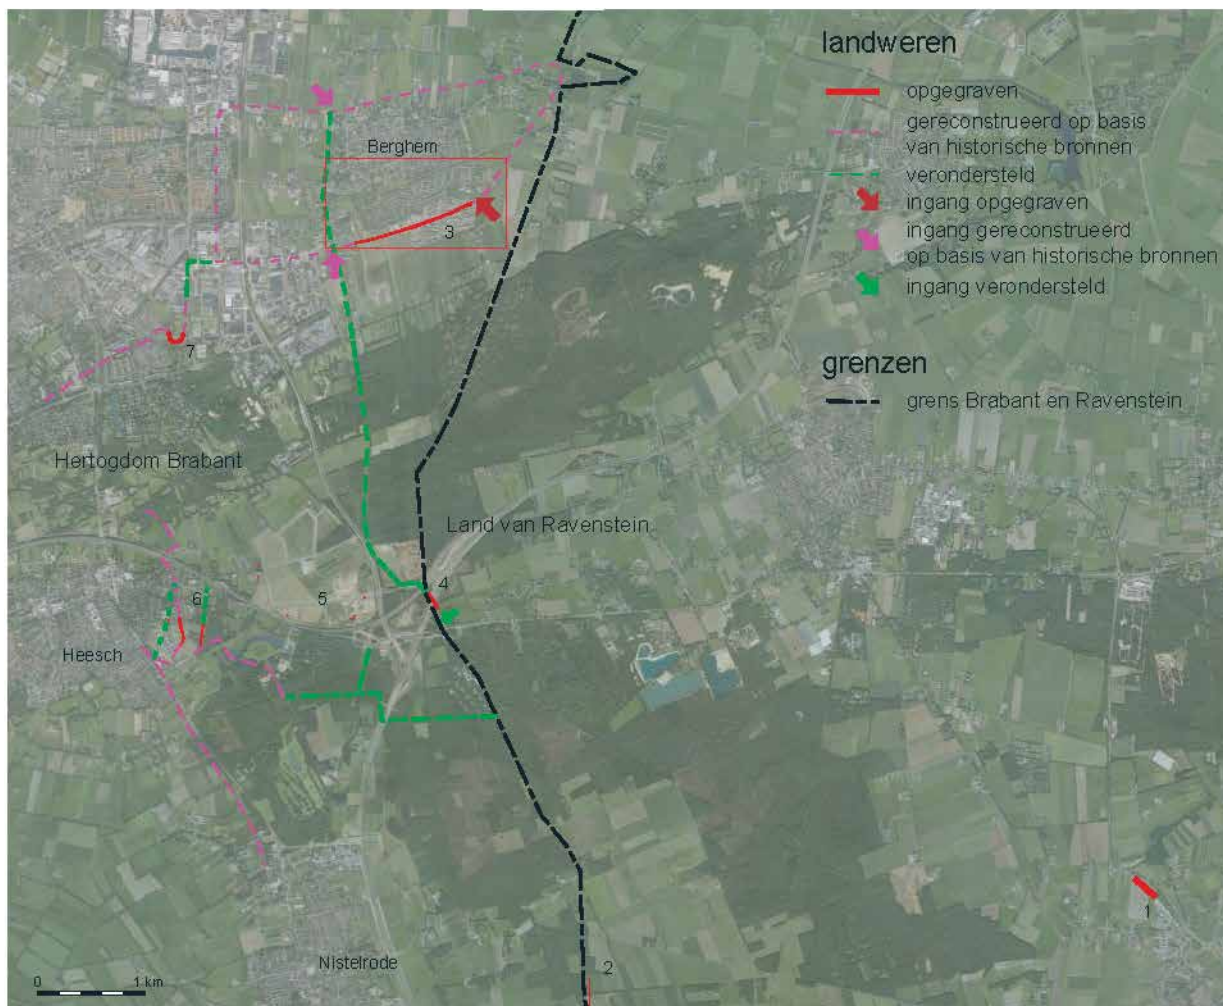 landweren
opgegraven
gereconstrueerd op basis
van historische bronnen
verondersteld
ingang opgegraven
ingang gereconstrueerd
op basis van historische bronnen
ingang verondersteld
grenzen
grens Brabant en Ravenstein
Berghem
3
7
Hertogdom Brabant
Land van Ravenstein
4
5
6
Heesch
1
Nistelrode
2
0 1 km